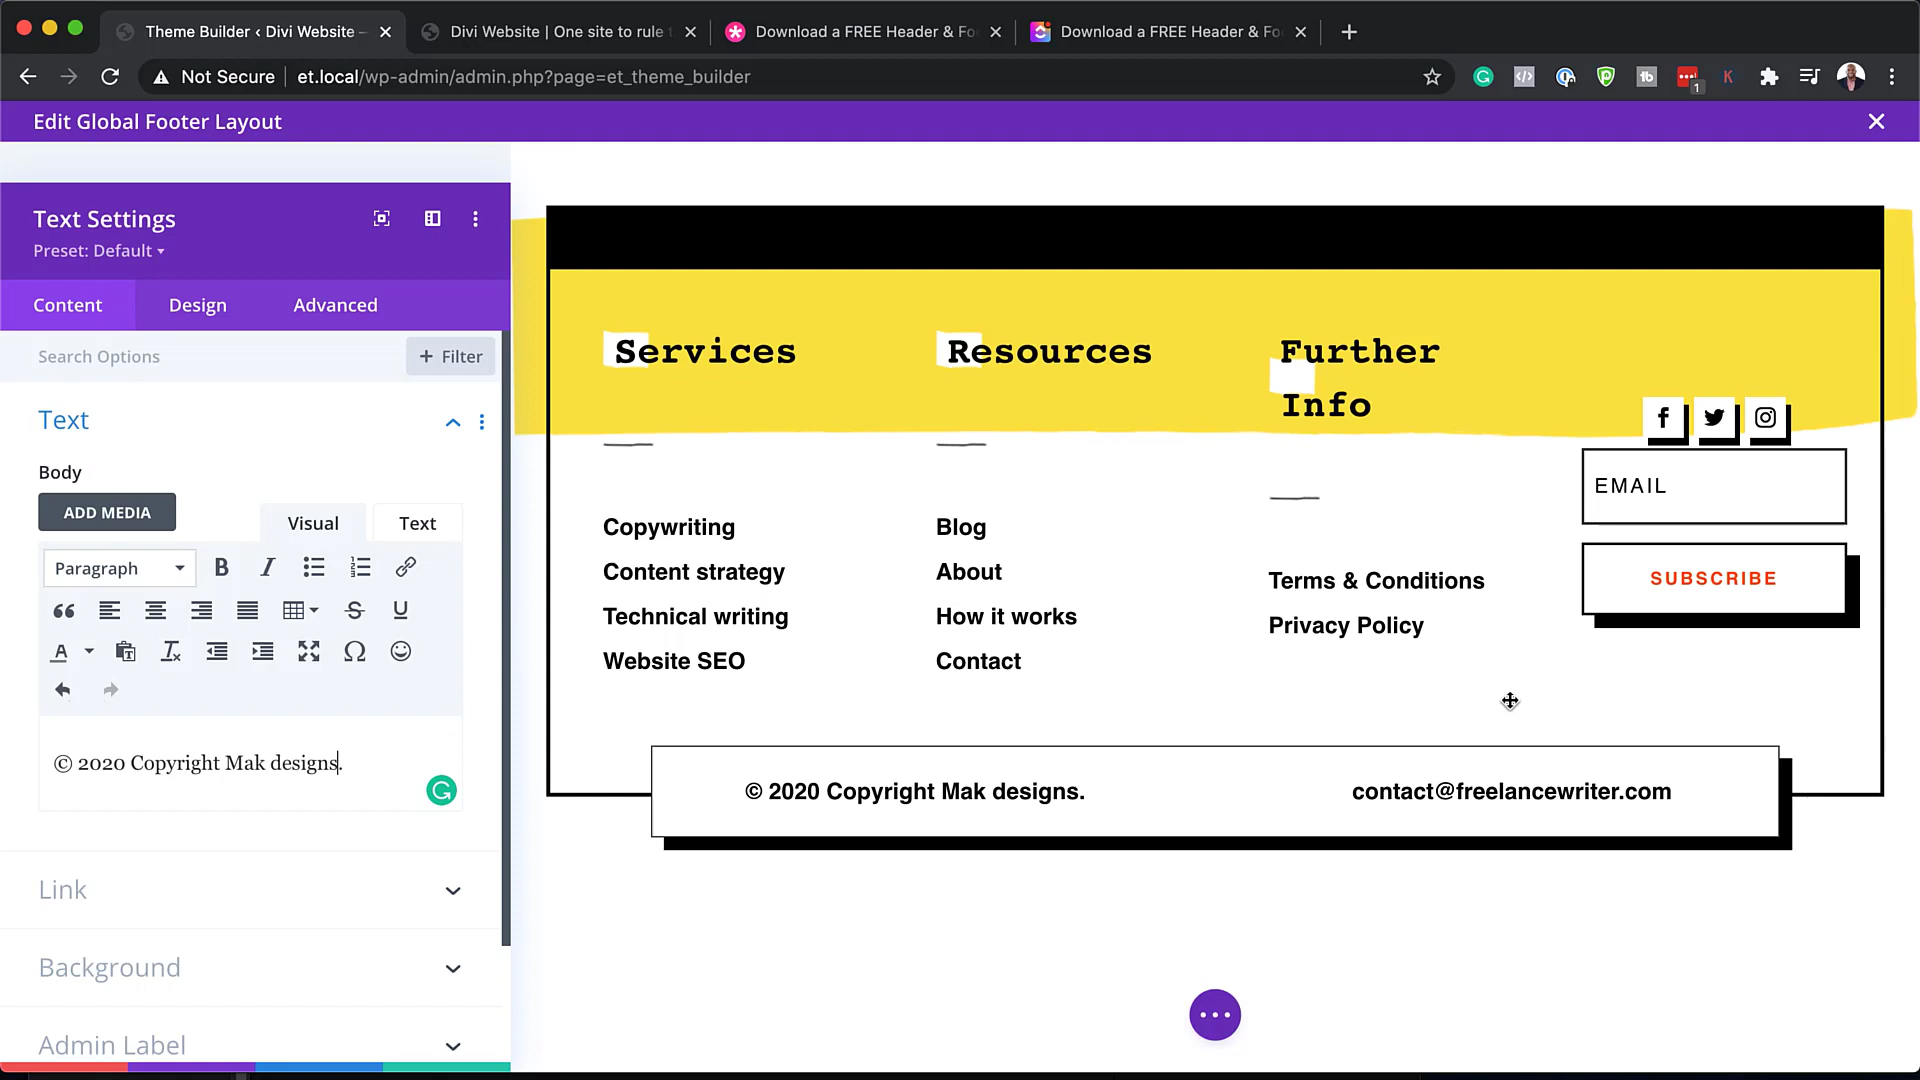 Theme Builder ‹ Divi Website –
Divi Website | One site to rule t
Download a FREE Header & Fo
Download a FREE Header & Fo
Not Secure
et.local/wp-admin/admin.php?page=et_theme_builder
tb
1
K
Edit Global Footer Layout
Text Settings
Preset: Default
Content
Design
Advanced
Search Options
+ Filter
Text
Body
ADD MEDIA
Visual
Text
Paragraph
B
I
S
U
A
Ω
© 2020 Copyright Mak designs.
Link
Background
Admin Label
Services
Resources
Further
Info
Copywriting
Content strategy
Technical writing
Website SEO
Blog
About
How it works
Contact
Terms & Conditions
Privacy Policy
EMAIL
SUBSCRIBE
© 2020 Copyright Mak designs.
contact@freelancewriter.com